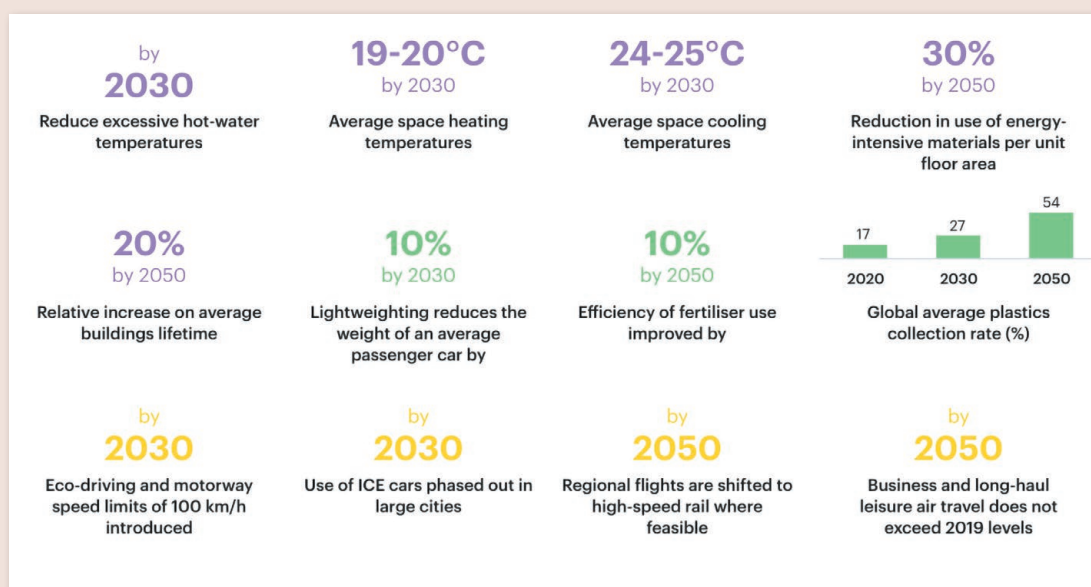 by
2030
Reduce excessive hot-water
temperatures
19-20°C
by 2030
Average space heating
temperatures
24-25°C
by 2030
Average space cooling
temperatures
30%
by 2050
Reduction in use of energy-
intensive materials per unit
floor area
20%
by 2050
Relative increase on average
buildings lifetime
10%
by 2030
Lightweighting reduces the
weight of an average
passenger car by
10%
by 2050
Efficiency of fertiliser use
improved by
17
27
54
2020
2030
2050
Global average plastics
collection rate (%)
by
2030
Eco-driving and motorway
speed limits of 100 km/h
introduced
by
2030
Use of ICE cars phased out in
large cities
by
2050
Regional flights are shifted to
high-speed rail where
feasible
by
2050
Business and long-haul
leisure air travel does not
exceed 2019 levels